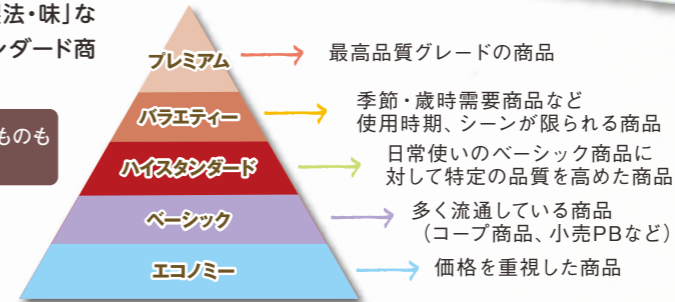 法・味」な
ンダード商
ものも
プレミアム
最高品質グレードの商品
バラエティー
季節・歳時需要商品など
使用時期、シーンが限られる商品
ハイスタンダード
日常使いのベーシック商品に
対して特定の品質を高めた商品
ベーシック
多く流通している商品
(コープ商品、小売PBなど)
エコノミー
価格を重視した商品